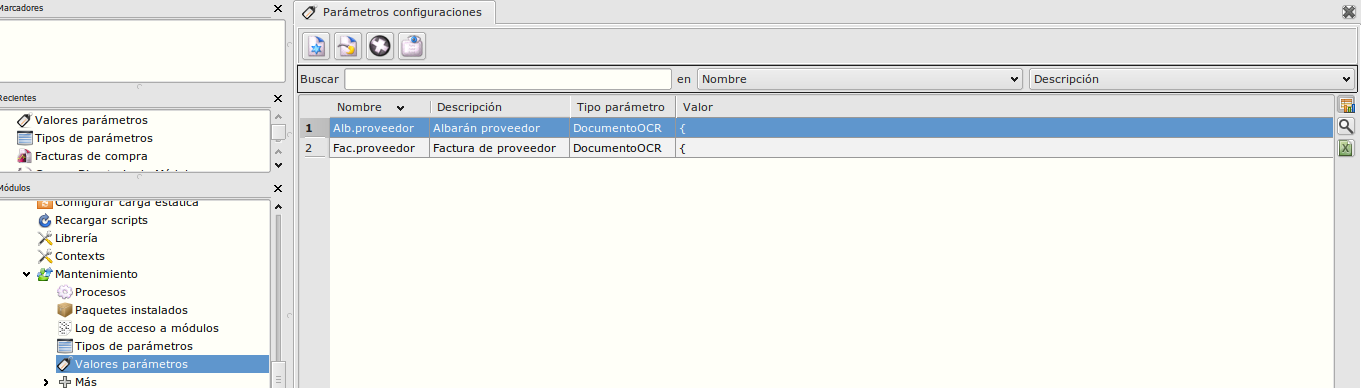 Marcadores
Recientes
Valores parámetros
Tipos de parámetros
Facturas de compra
Módulos
Configurar carga estática
Recargar scripts
Librería
Contexts
Mantenimiento
Procesos
Paquetes instalados
Log de acceso a módulos
Tipos de parámetros
Valores parámetros
Más
Parámetros configuraciones
Buscar en Nombre Descripción
Nombre Descripción Tipo parámetro Valor
1 Alb.proveedor Albarán proveedor DocumentoOCR {
2 Fac.proveedor Factura de proveedor DocumentoOCR {